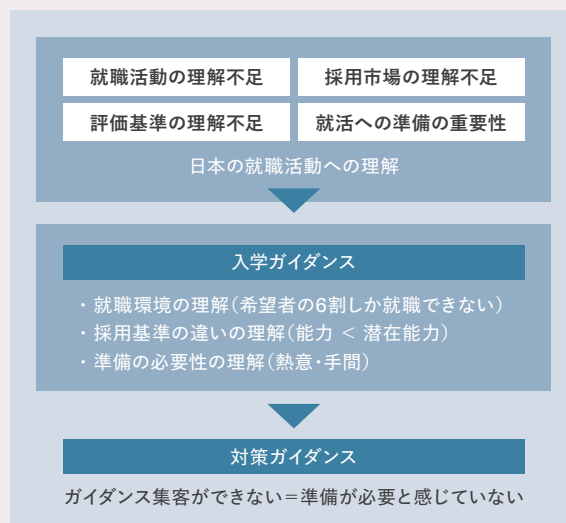 就職活動の理解不足
採用市場の理解不足
評価基準の理解不足
就活への準備の重要性
日本の就職活動への理解
入学ガイダンス
・就職環境の理解(希望者の6割しか就職できない)
・採用基準の違いの理解(能力 < 潜在能力)
・準備の必要性の理解(熱意・手間)
対策ガイダンス
ガイダンス集客ができない=準備が必要と感じていない